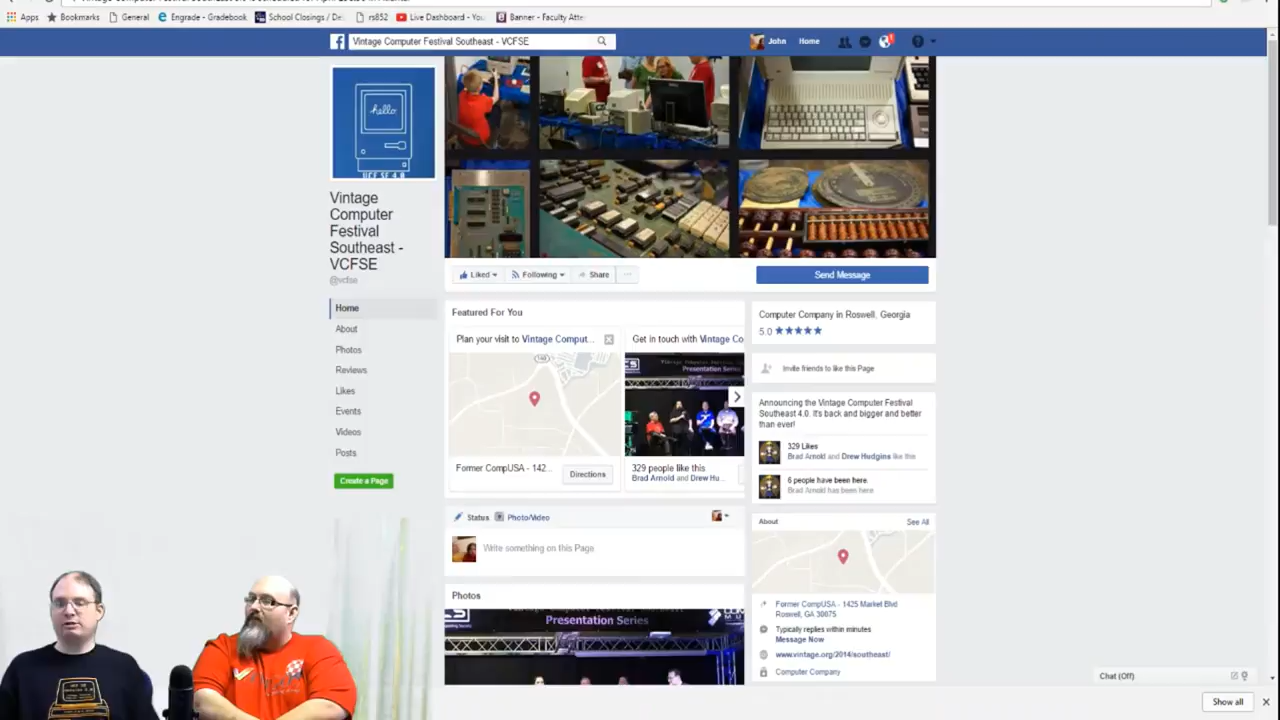 Apps
Bookmarks
General
Engrade - Gradebook
School Closings / De
rs852
Live Dashboard - You
Banner - Faculty Atte
Vintage Computer Festival Southeast - VCFSE
John
Home
hello
Vintage
Computer
Festival
Southeast -
VCFSE
@vcfse
Liked
Following
Share
Send Message
Home
About
Photos
Reviews
Likes
Events
Videos
Posts
Create a Page
Featured For You
Plan your visit to Vintage Comput...
Get in touch with Vintage Co
Presentation Series
Former CompUSA - 142...
Directions
329 people like this
Brad Arnold and Drew Hu...
Computer Company in Roswell, Georgia
5.0
Invite friends to like this Page
Announcing the Vintage Computer Festival
Southeast 4.0. It's back and bigger and better
than ever!
329 Likes
Brad Arnold and Drew Hudgins like this
6 people have been here.
Brad Arnold has been here
Status
Photo/Video
Write something on this Page
Photos
Presentation Series
About
See All
Former CompUSA - 1425 Market Blvd
Roswell, GA 30075
Typically replies within minutes
Message Now
www.vintage.org/2014/southeast/
Computer Company
Chat (Off)
Show all